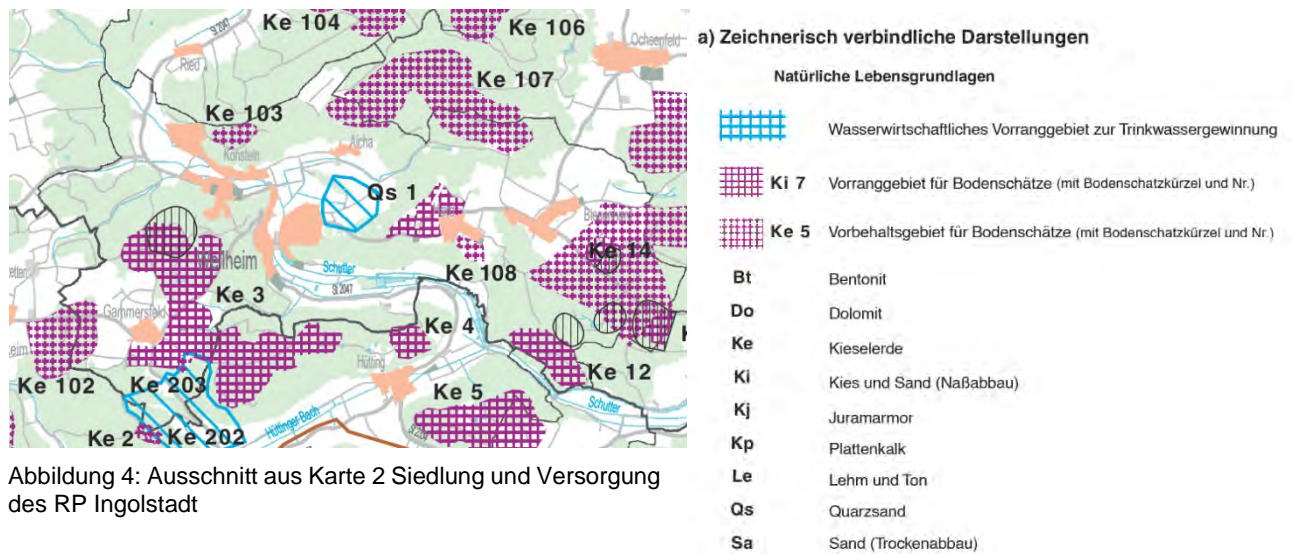 Ke 104
Ke 106
Ochsenfeld
Ried
St 2047
Ke 107
Ke 103
Aicha
Konstein
Qs 1
Ke 14
Wellheim
Schutter
Ke 108
St 2047
Ke 3
Gammersfeld
Ke 4
Hütting
Ke 102
Ke 203
Ke 12
Ke 5
Schutter
Ke 2
Ke 202
Hüttinger Bach
Abbildung 4: Ausschnitt aus Karte 2 Siedlung und Versorgung
des RP Ingolstadt
a) Zeichnerisch verbindliche Darstellungen
Natürliche Lebensgrundlagen
Wasserwirtschaftliches Vorranggebiet zur Trinkwassergewinnung
Ki 7 Vorranggebiet für Bodenschätze (mit Bodenschatzkürzel und Nr.)
Ke 5 Vorbehaltsgebiet für Bodenschätze (mit Bodenschatzkürzel und Nr.)
Bt Bentonit
Do Dolomit
Ke Kieselerde
Ki Kies und Sand (Naßabbau)
Kj Juramarmor
Kp Plattenkalk
Le Lehm und Ton
Qs Quarzsand
Sa Sand (Trockenabbau)